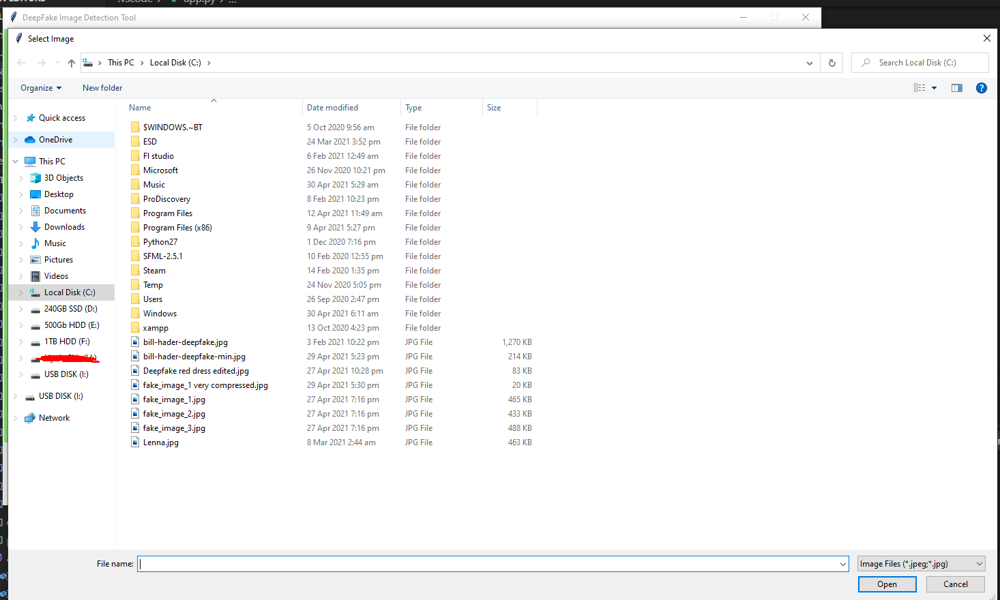 .vscode > app.py > ...
DeepFake Image Detection Tool
Select Image
This PC > Local Disk (C:) >
Search Local Disk (C:)
Organize
New folder
Name Date modified Type Size
Quick access
OneDrive
This PC
3D Objects
Desktop
Documents
Downloads
Music
Pictures
Videos
Local Disk (C:)
240GB SSD (D:)
500Gb HDD (E:)
1TB HDD (F:)
USB DISK (I:)
USB DISK (I:)
Network
$WINDOWS.~BT 5 Oct 2020 9:56 am File folder
ESD 24 Mar 2021 3:52 pm File folder
Fl studio 6 Feb 2021 12:49 am File folder
Microsoft 26 Nov 2020 10:21 pm File folder
Music 30 Apr 2021 5:29 am File folder
ProDiscovery 8 Feb 2021 10:23 pm File folder
Program Files 12 Apr 2021 11:49 am File folder
Program Files (x86) 9 Apr 2021 5:27 pm File folder
Python27 1 Dec 2020 7:16 pm File folder
SFML-2.5.1 10 Feb 2020 12:55 pm File folder
Steam 14 Feb 2020 1:35 pm File folder
Temp 24 Nov 2020 5:05 pm File folder
Users 26 Sep 2020 2:47 pm File folder
Windows 30 Apr 2021 6:11 am File folder
xampp 13 Oct 2020 4:23 pm File folder
bill-hader-deepfake.jpg 3 Feb 2021 10:22 pm JPG File 1,270 KB
bill-hader-deepfake-min.jpg 29 Apr 2021 5:23 pm JPG File 214 KB
Deepfake red dress edited.jpg 27 Apr 2021 10:28 pm JPG File 83 KB
fake_image_1 very compressed.jpg 29 Apr 2021 5:30 pm JPG File 20 KB
fake_image_1.jpg 27 Apr 2021 7:16 pm JPG File 465 KB
fake_image_2.jpg 27 Apr 2021 7:16 pm JPG File 433 KB
fake_image_3.jpg 27 Apr 2021 7:16 pm JPG File 488 KB
Lenna.jpg 8 Mar 2021 2:44 am JPG File 463 KB
File name:
Image Files (*.jpeg;*.jpg)
Open
Cancel